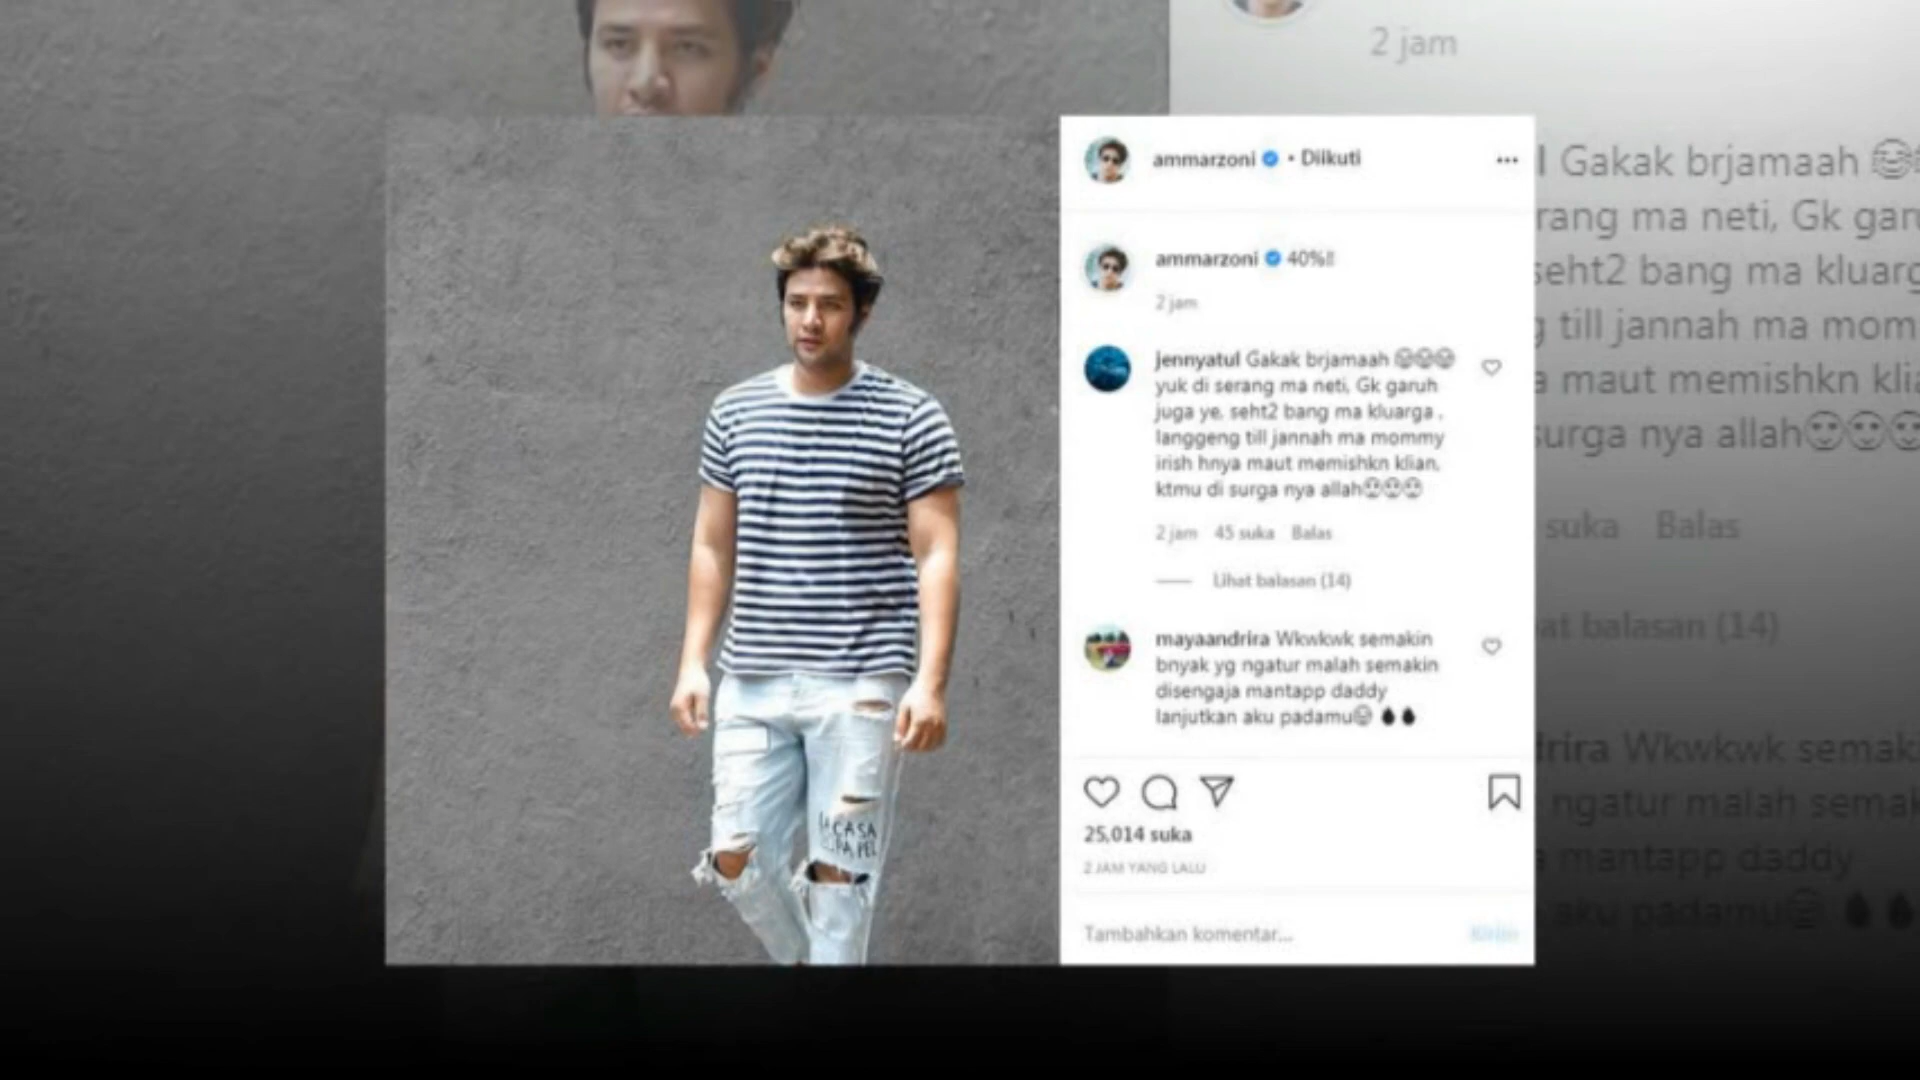 2 jam
ammarzoni • Diikuti
ammarzoni 40%!!
2 jam
jennyatul Gakak brjamaah
yuk di serang ma neti, Gk garuh
juga ye, seht2 bang ma kluarga ,
langgeng till jannah ma mommy
irish hnya maut memishkn klian,
ktmu di surga nya allah
2 jam 45 suka Balas
Lihat balasan (14)
mayaandrira Wkwkwk semakin
bnyak yg ngatur malah semakin
disengaja mantapp daddy
lanjutkan aku padamu
25,014 suka
2 JAM YANG LALU
Tambahkan komentar...
Kirim
CASA
PAPEL
Gakak brjamaah
rang ma neti, Gk garu
seht2 bang ma kluarg
till jannah ma mom
maut memishkn klia
surga nya allah
suka Balas
at balasan (14)
drira Wkwkwk semaki
ngatur malah semak
mantapp daddy
aku padamu